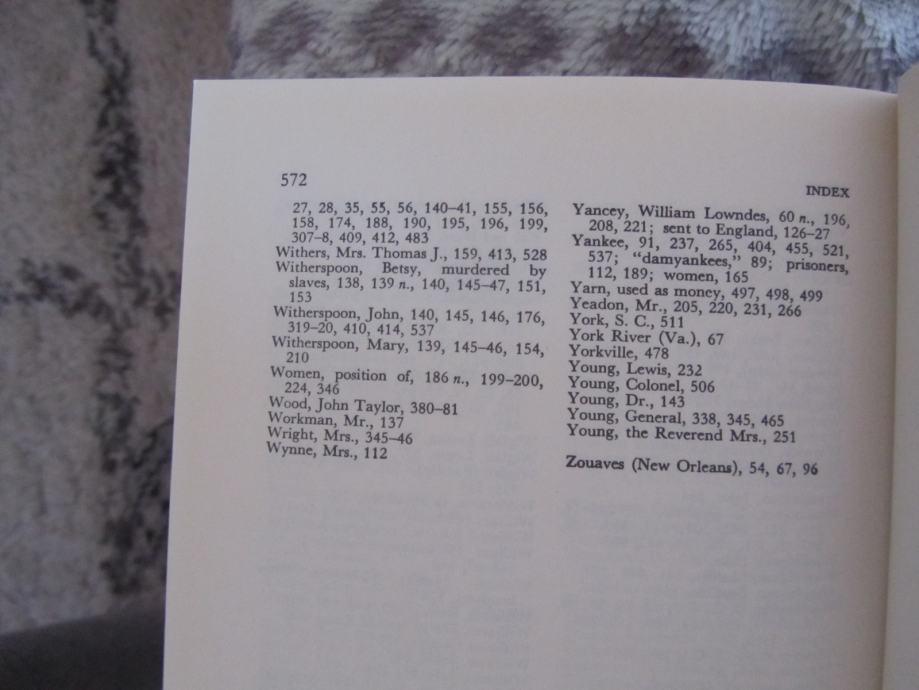 572
INDEX
27, 28, 35, 55, 56, 140–41, 155, 156,
158, 174, 188, 190, 195, 196, 199,
307–8, 409, 412, 483
Withers, Mrs. Thomas J., 159, 413, 528
Witherspoon, Betsy, murdered by
slaves, 138, 139 n., 140, 145–47, 151,
153
Witherspoon, John, 140, 145, 146, 176,
319–20, 410, 414, 537
Witherspoon, Mary, 139, 145–46, 154,
210
Women, position of, 186 n., 199–200,
224, 346
Wood, John Taylor, 380–81
Workman, Mr., 137
Wright, Mrs., 345–46
Wynne, Mrs., 112
Yancey, William Lowndes, 60 n., 196,
208, 221; sent to England, 126–27
Yankee, 91, 237, 265, 404, 455, 521,
537; “damyankees,” 89; prisoners,
112, 189; women, 165
Yarn, used as money, 497, 498, 499
Yeadon, Mr., 205, 220, 231, 266
York, S. C., 511
York River (Va.), 67
Yorkville, 478
Young, Lewis, 232
Young, Colonel, 506
Young, Dr., 143
Young, General, 338, 345, 465
Young, the Reverend Mrs., 251
Zouaves (New Orleans), 54, 67, 96